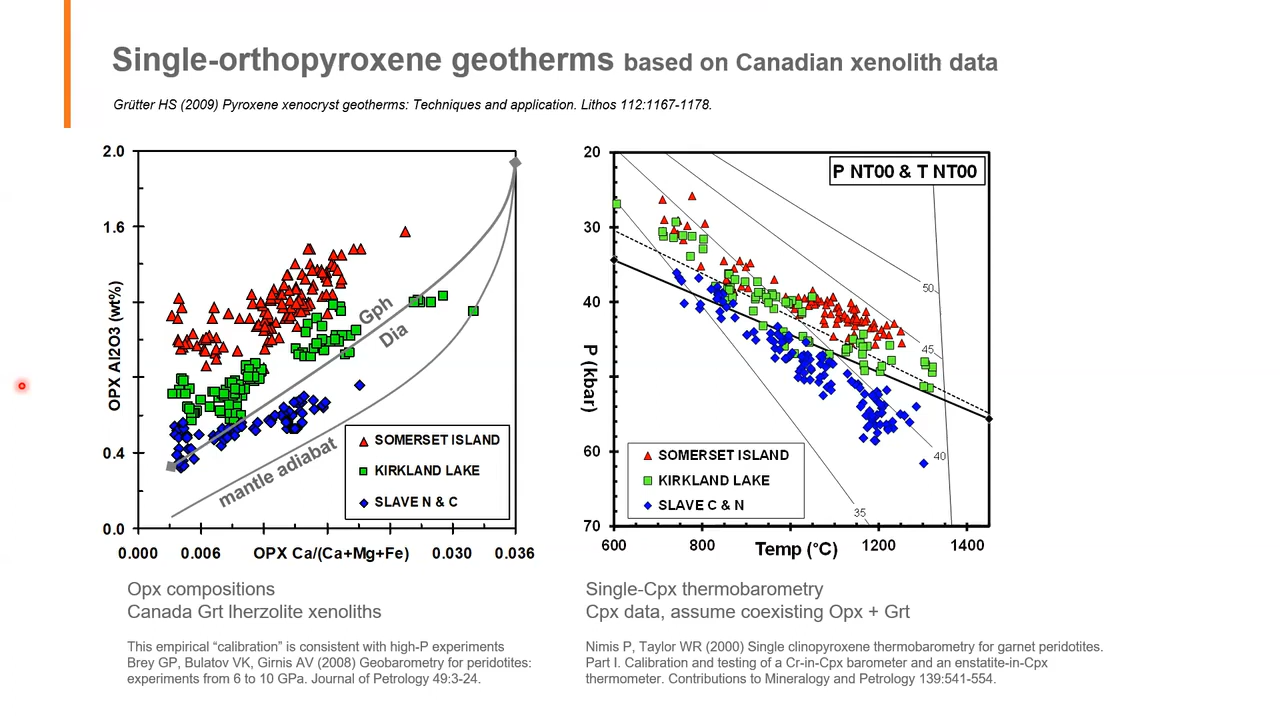 Single-orthopyroxene geotherms based on Canadian xenolith data
Grütter HS (2009) Pyroxene xenocryst geotherms: Techniques and application. Lithos 112:1167-1178.
2.0
1.6
0.4
0.0
OPX Al2O3 (wt%)
Gph
Dia
mantle adiabat
SOMERSET ISLAND
KIRKLAND LAKE
SLAVE N & C
0.000
0.006
OPX Ca/(Ca+Mg+Fe)
0.030
0.036
20
30
40
60
70
P (kbar)
P NT00 & T NT00
50
45
40
35
SOMERSET ISLAND
KIRKLAND LAKE
SLAVE C & N
600
800
Temp (°C)
1200
1400
Opx compositions
Canada Grt lherzolite xenoliths
This empirical “calibration” is consistent with high-P experiments
Brey GP, Bulatov VK, Girnis AV (2008) Geobarometry for peridotites:
experiments from 6 to 10 GPa. Journal of Petrology 49:3-24.
Single-Cpx thermobarometry
Cpx data, assume coexisting Opx + Grt
Nimis P, Taylor WR (2000) Single clinopyroxene thermobarometry for garnet peridotites.
Part I. Calibration and testing of a Cr-in-Cpx barometer and an enstatite-in-Cpx
thermometer. Contributions to Mineralogy and Petrology 139:541-554.